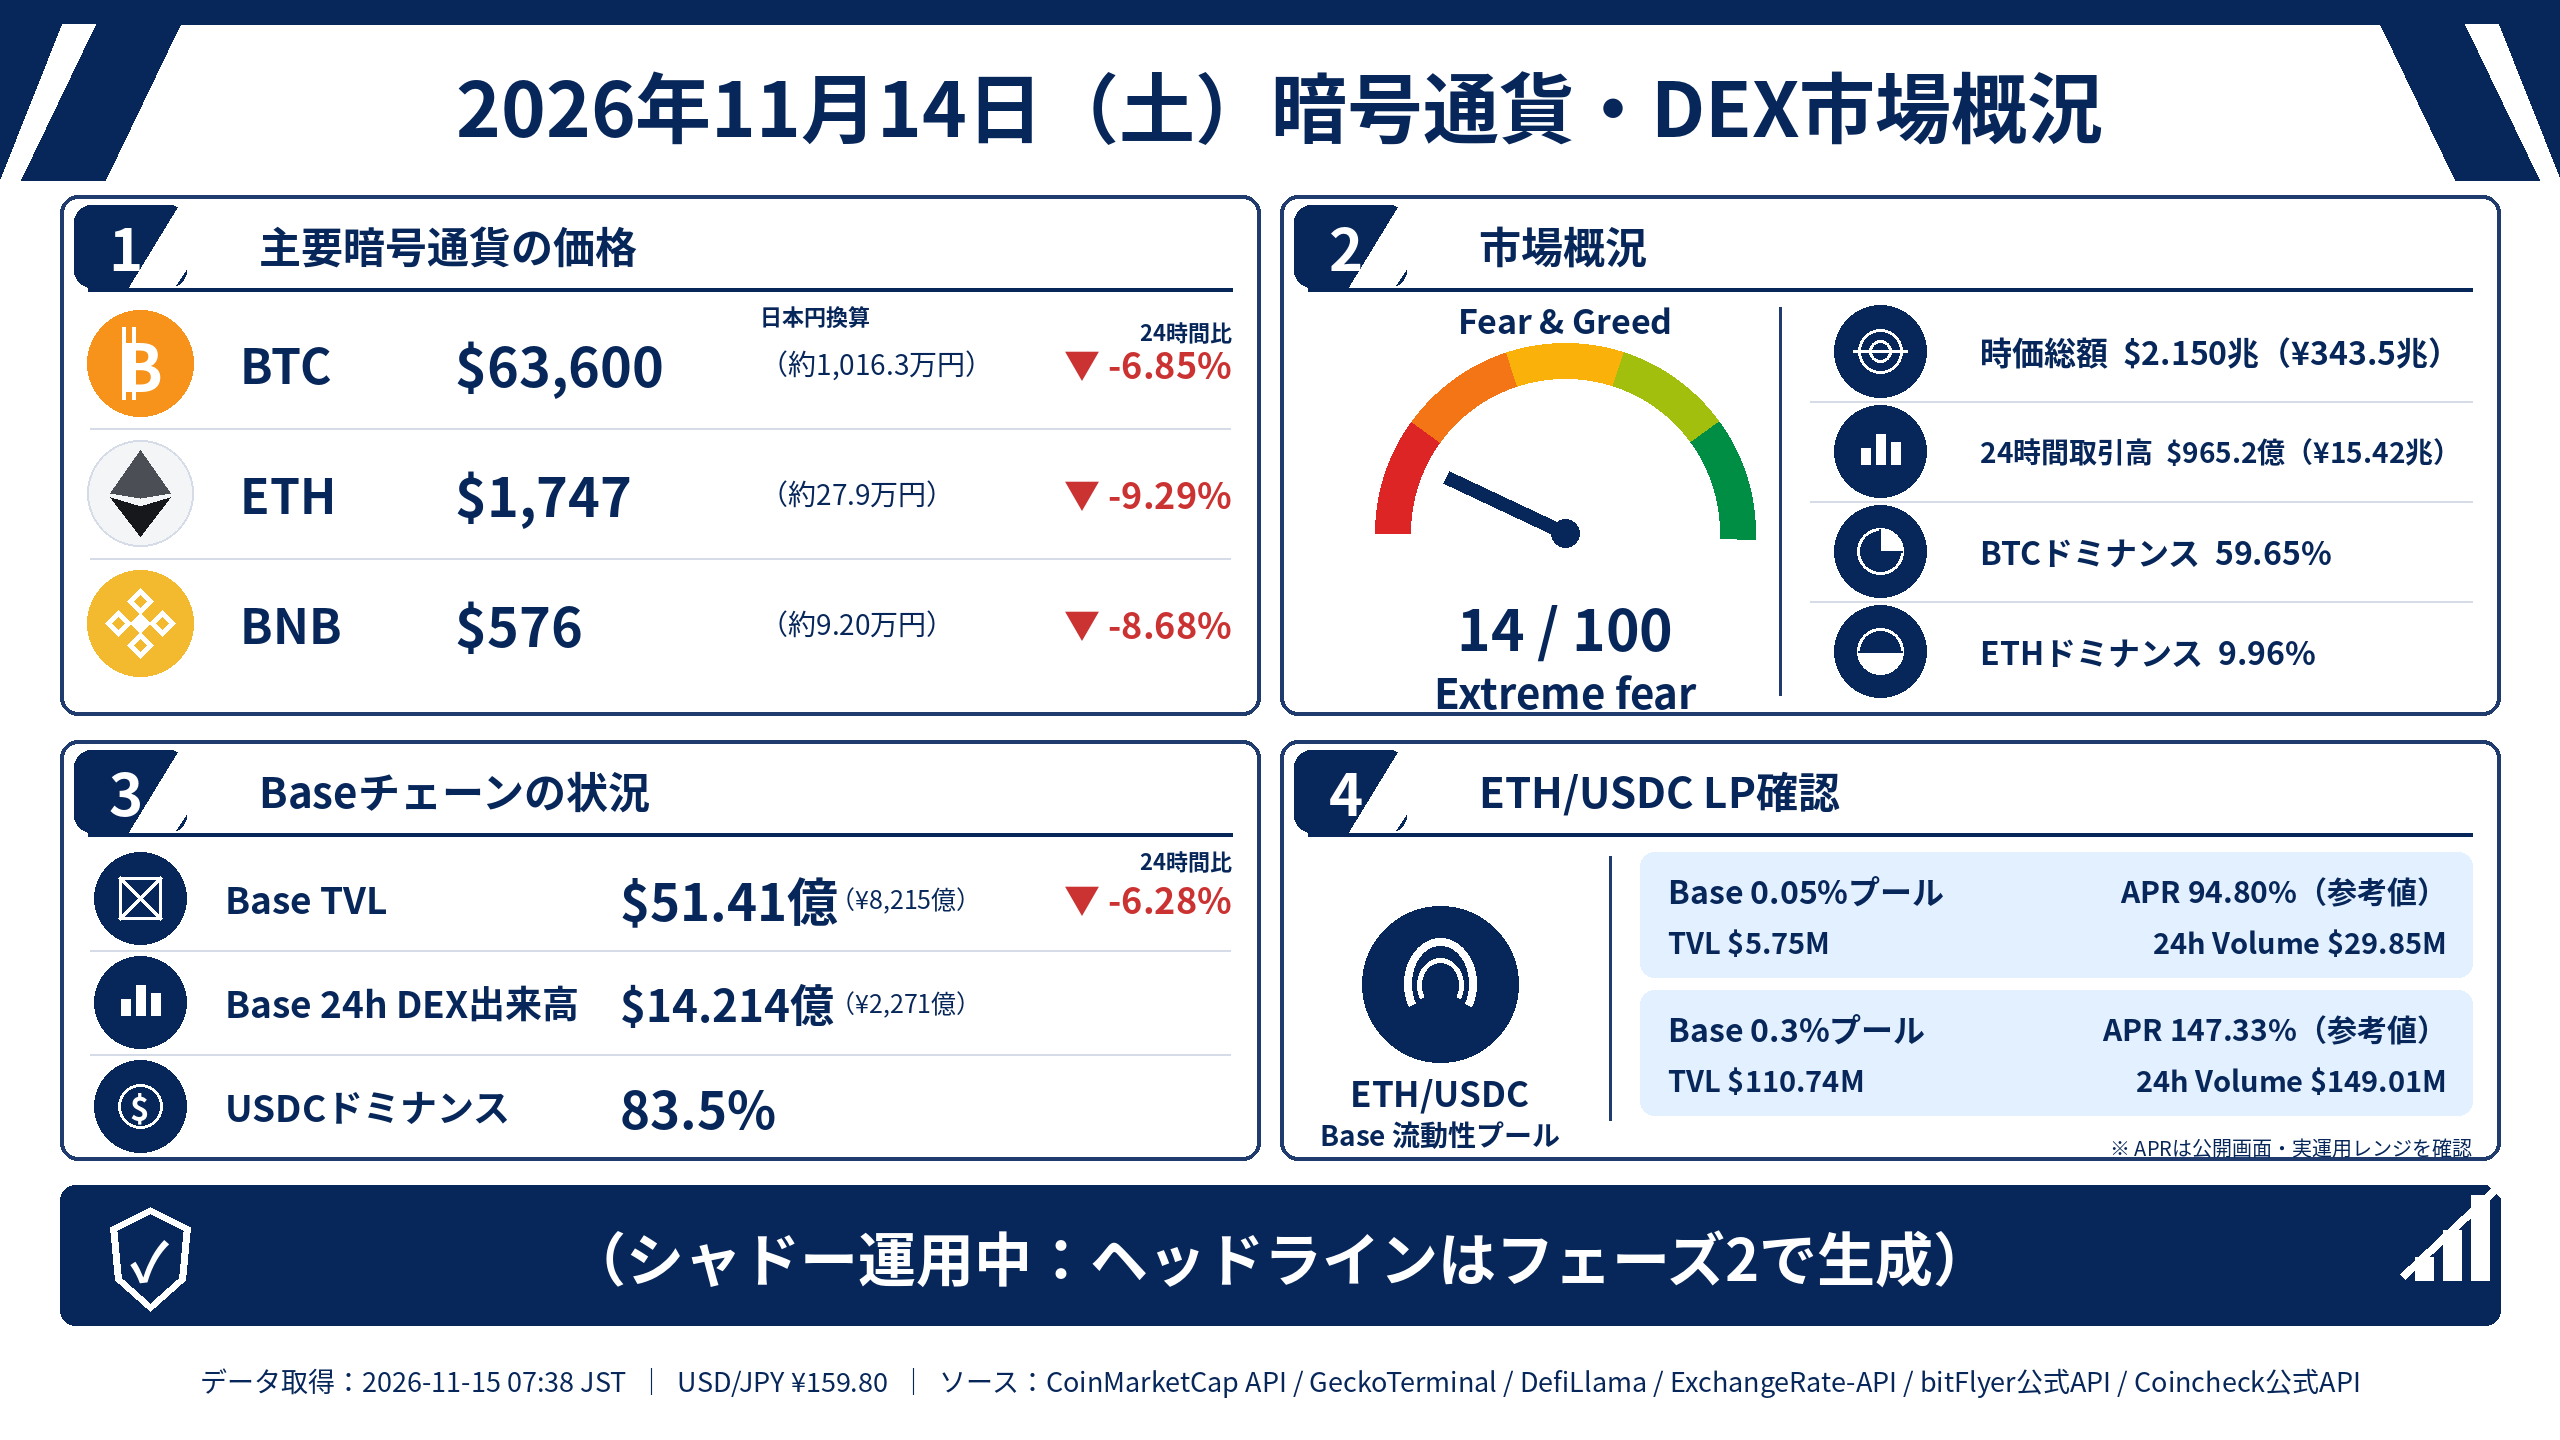 2026年11月14日（土）暗号通貨・DEX市場概況
1 主要暗号通貨の価格
日本円換算
24時間比
BTC $63,600 （約1,016.3万円） ▼ -6.85%
ETH $1,747 （約27.9万円） ▼ -9.29%
BNB $576 （約9.20万円） ▼ -8.68%
2 市場概況
Fear & Greed
14 / 100
Extreme fear
時価総額 $2.150兆（¥343.5兆）
24時間取引高 $965.2億（¥15.42兆）
BTCドミナンス 59.65%
ETHドミナンス 9.96%
3 Baseチェーンの状況
24時間比
Base TVL $51.41億（¥8,215億） ▼ -6.28%
Base 24h DEX出来高 $14.214億（¥2,271億）
USDCドミナンス 83.5%
4 ETH/USDC LP確認
ETH/USDC
Base 流動性プール
Base 0.05%プール APR 94.80%（参考値）
TVL $5.75M 24h Volume $29.85M
Base 0.3%プール APR 147.33%（参考値）
TVL $110.74M 24h Volume $149.01M
※ APRは公開画面・実運用レンジを確認
（シャドー運用中：ヘッドラインはフェーズ2で生成）
データ取得：2026-11-15 07:38 JST ｜ USD/JPY ¥159.80 ｜ ソース：CoinMarketCap API / GeckoTerminal / DefiLlama / ExchangeRate-API / bitFlyer公式API / Coincheck公式API